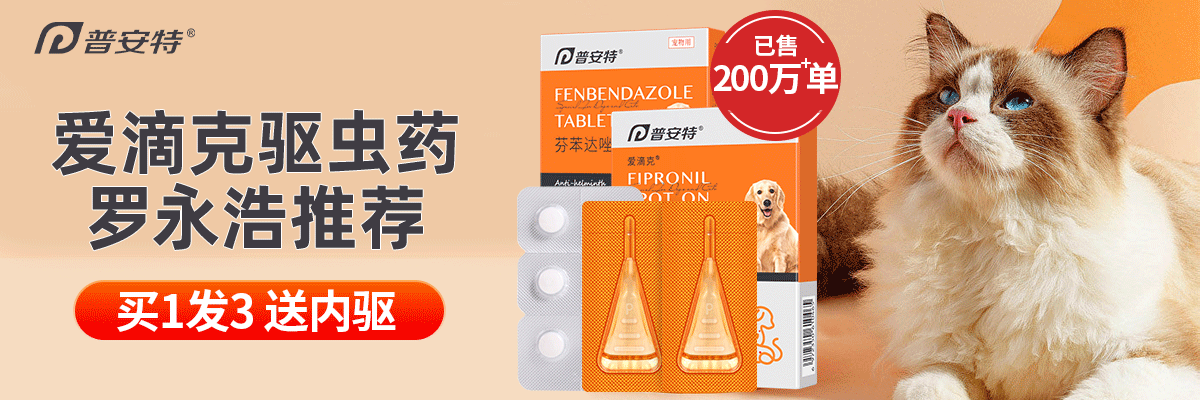 普安特®
爱滴克驱虫药
罗永浩推荐
买1发3 送内驱
普安特®
宠物用
FENBENDAZOLE
TABLET
芬苯达唑
Anti-helminth
普安特®
爱滴克®
FIPRONIL
SPOT ON
已售
200万+单